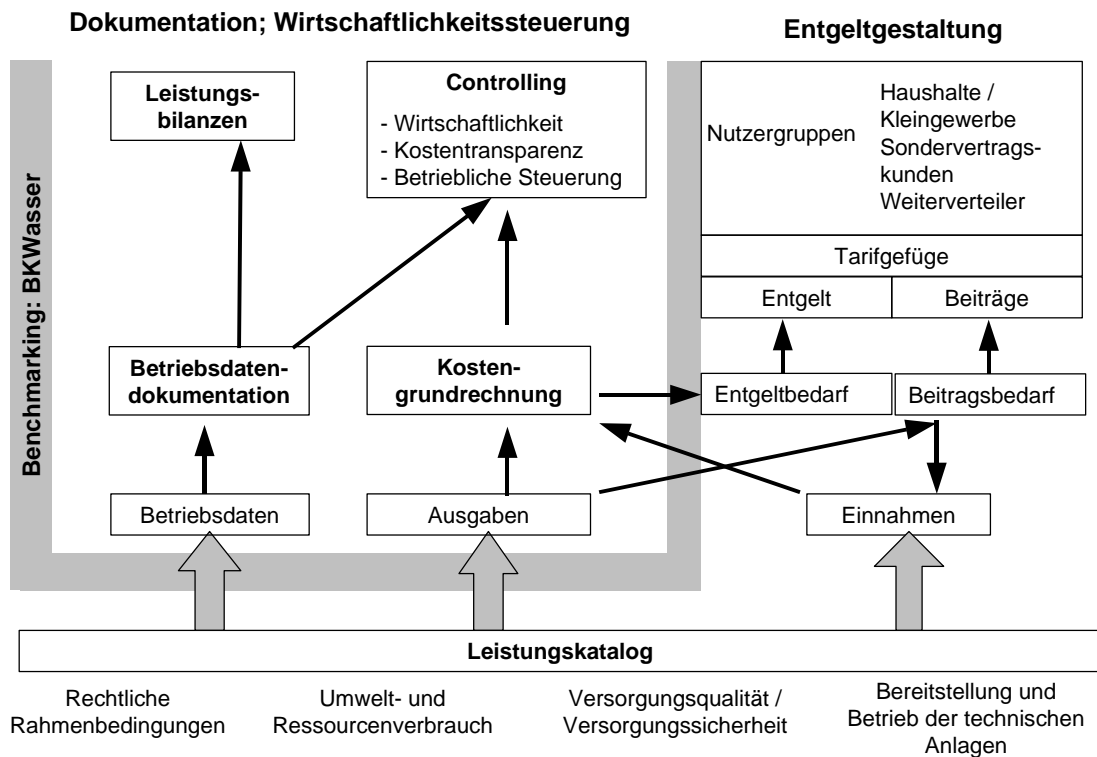 Dokumentation; Wirtschaftlichkeitssteuerung
Entgeltgestaltung
Benchmarking: BKWasser
Leistungs-
bilanzen
Controlling
- Wirtschaftlichkeit
- Kostentransparenz
- Betriebliche Steuerung
Nutzergruppen
Haushalte /
Kleingewerbe
Sondervertrags-
kunden
Weiterverteiler
Tarifgefüge
Entgelt
Beiträge
Betriebsdaten-
dokumentation
Kosten-
grundrechnung
Entgeltbedarf
Beitragsbedarf
Betriebsdaten
Ausgaben
Einnahmen
Leistungskatalog
Rechtliche
Rahmenbedingungen
Umwelt- und
Ressourcenverbrauch
Versorgungsqualität /
Versorgungssicherheit
Bereitstellung und
Betrieb der technischen
Anlagen